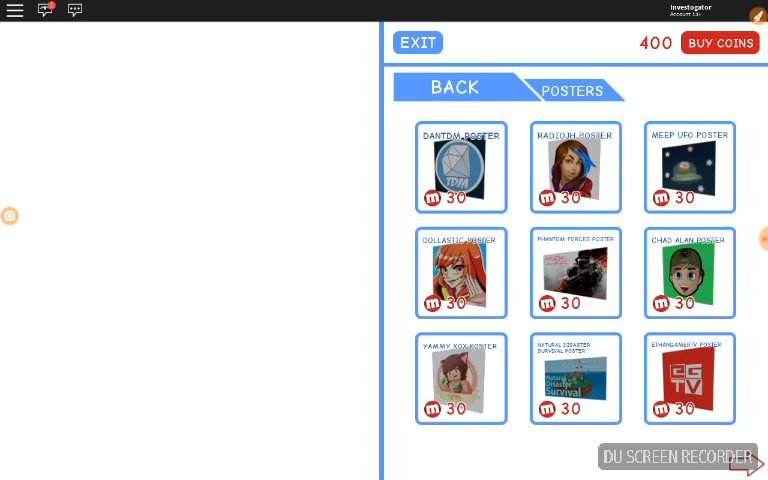 Investogator
Account: 13+
EXIT
400
BUY COINS
BACK
POSTERS
DANTDM POSTER
TDM
30
RADIOJH POSTER
30
MEEP UFO POSTER
30
DOLLASTIC POSTER
30
PHANTOM FORCES POSTER
30
CHAD ALAN POSTER
30
YAMMY XOX POSTER
30
NATURAL DISASTER
SURVIVAL POSTER
Natural
Disaster
Survival
30
ETHANGAMERTV POSTER
EG
TV
30
DU SCREEN RECORDER